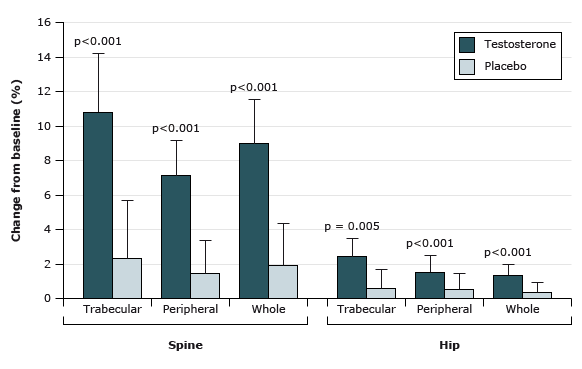 16
14
12
10
8
6
4
2
0
Change from baseline (%)
p<0.001
p<0.001
p<0.001
p = 0.005
p<0.001
p<0.001
Testosterone
Placebo
Trabecular
Peripheral
Whole
Trabecular
Peripheral
Whole
Spine
Hip